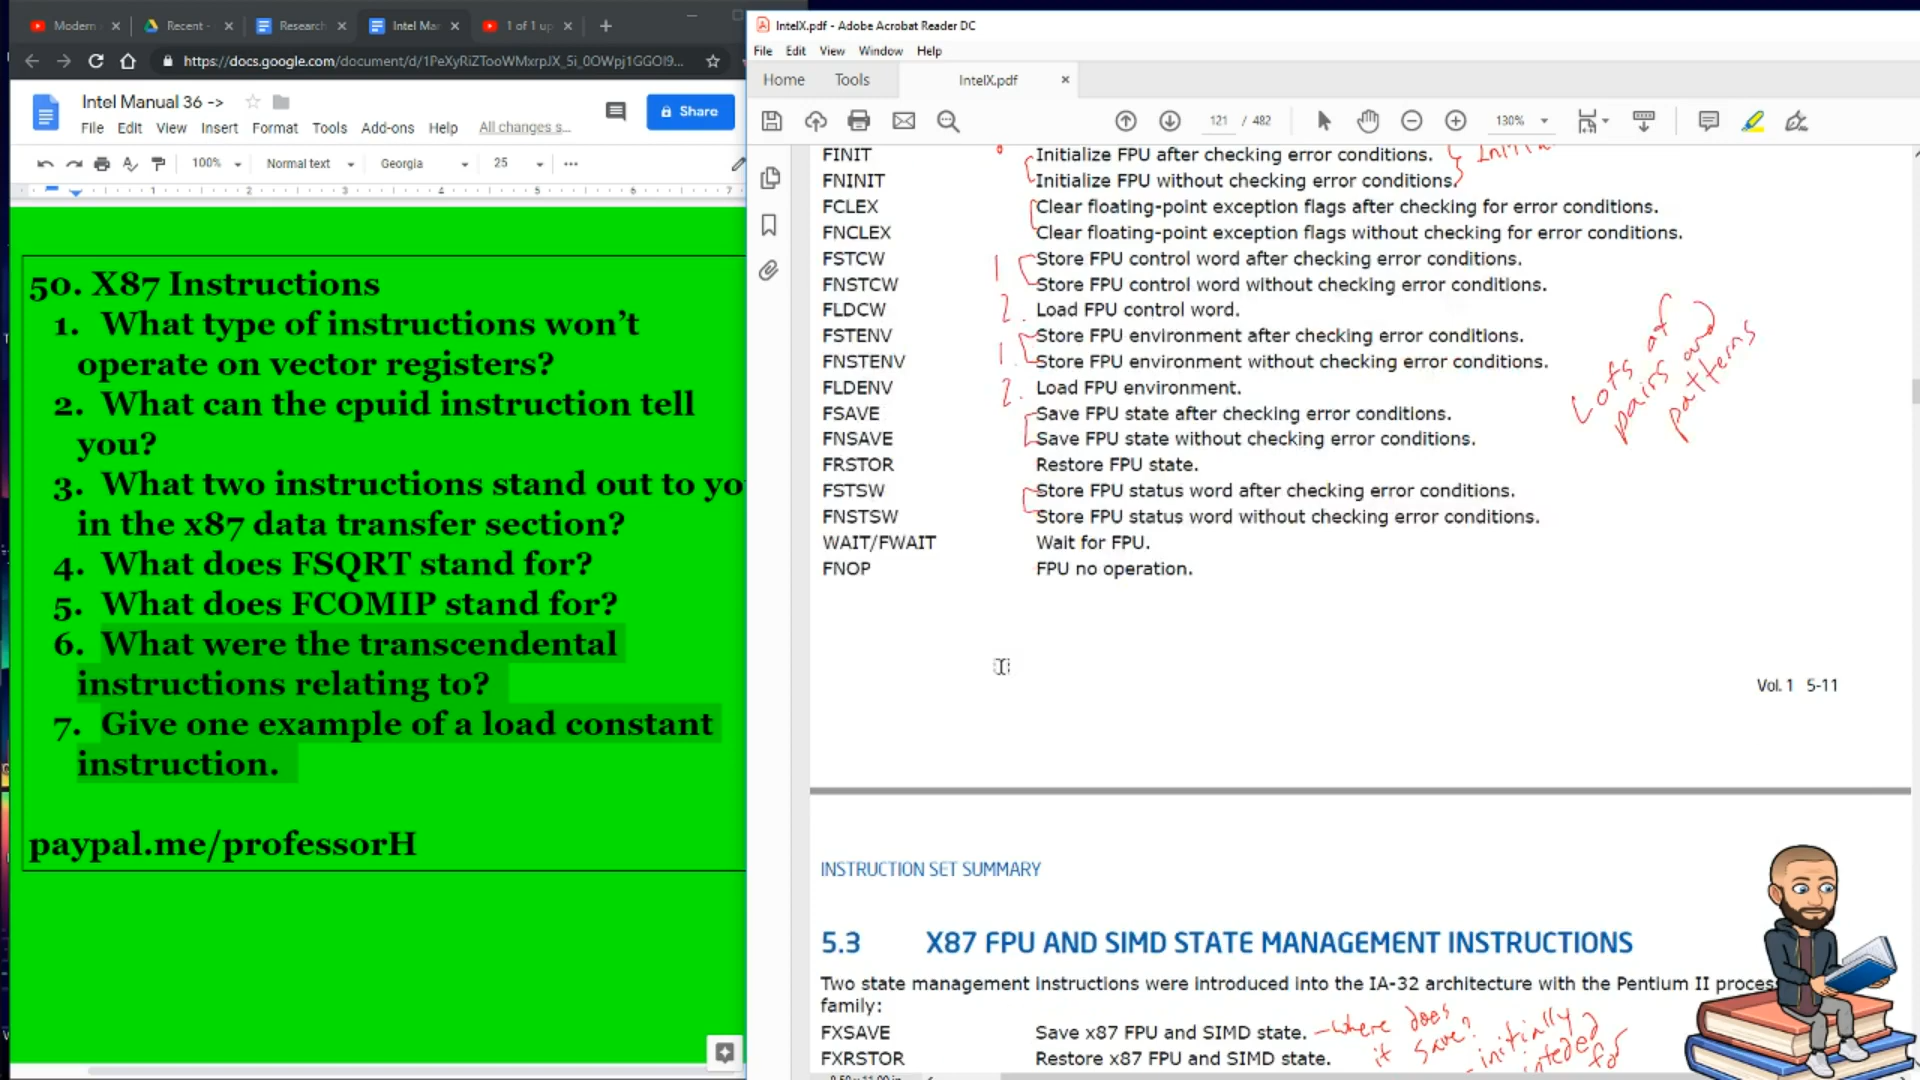 Modern
Recent -
Research
Intel Ma
1 of 1 up
https://docs.google.com/document/d/1PeXyRiZTooWMxrpJX_5i_0OWpj1GGOI9...
Intel Manual 36 ->
Share
File Edit View Insert Format Tools Add-ons Help All changes s...
100% Normal text Georgia 25
1 2 3 4 5 6 7
50. X87 Instructions
1. What type of instructions won't
operate on vector registers?
2. What can the cpuid instruction tell
you?
3. What two instructions stand out to yo
in the x87 data transfer section?
4. What does FSQRT stand for?
5. What does FCOMIP stand for?
6. What were the transcendental
instructions relating to?
7. Give one example of a load constant
instruction.
paypal.me/professorH
IntelX.pdf - Adobe Acrobat Reader DC
File Edit View Window Help
Home Tools IntelX.pdf
121 / 482 130%
FINIT Initialize FPU after checking error conditions.
FNINIT Initialize FPU without checking error conditions.
FCLEX Clear floating-point exception flags after checking for error conditions.
FNCLEX Clear floating-point exception flags without checking for error conditions.
FSTCW 1 Store FPU control word after checking error conditions.
FNSTCW Store FPU control word without checking error conditions.
FLDCW 2. Load FPU control word.
FSTENV Store FPU environment after checking error conditions.
FNSTENV 1. Store FPU environment without checking error conditions.
FLDENV 2. Load FPU environment.
FSAVE Save FPU state after checking error conditions.
FNSAVE Save FPU state without checking error conditions.
FRSTOR Restore FPU state.
FSTSW Store FPU status word after checking error conditions.
FNSTSW Store FPU status word without checking error conditions.
WAIT/FWAIT Wait for FPU.
FNOP FPU no operation.
Lots of
pairs and
patterns
Vol. 1 5-11
INSTRUCTION SET SUMMARY
5.3 X87 FPU AND SIMD STATE MANAGEMENT INSTRUCTIONS
Two state management instructions were introduced into the IA-32 architecture with the Pentium II proces
family:
FXSAVE Save x87 FPU and SIMD state. - where does
it save?
FXRSTOR Restore x87 FPU and SIMD state.
- initially
for